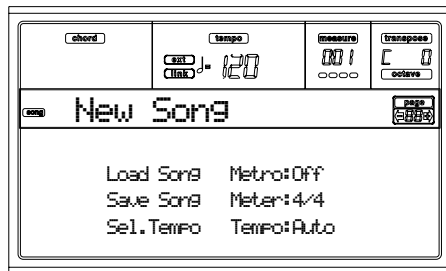 chord tempo measure transpose
ext
link ♩= 120 001 C 0
octave
song New Song page
88
Load Song Metro:Off
Save Song Meter:4/4
Sel.Tempo Tempo:Auto